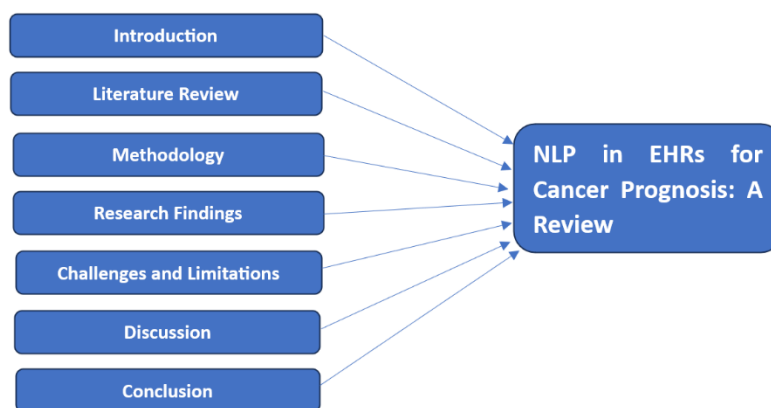 Introduction
Literature Review
Methodology
Research Findings
Challenges and Limitations
Discussion
Conclusion
NLP in EHRs for
Cancer Prognosis: A
Review